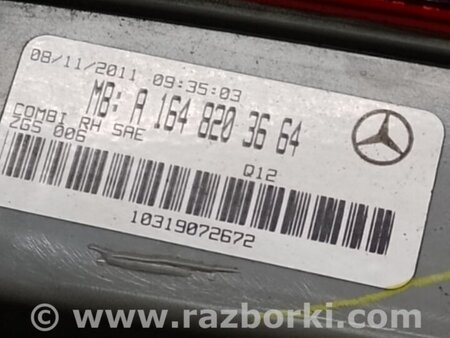 08/11/2011 09:35:03
MB: A 164 820 36 64
COMBI RH SAE
ZGS 006
Q12
10319072672
www.razborki.com